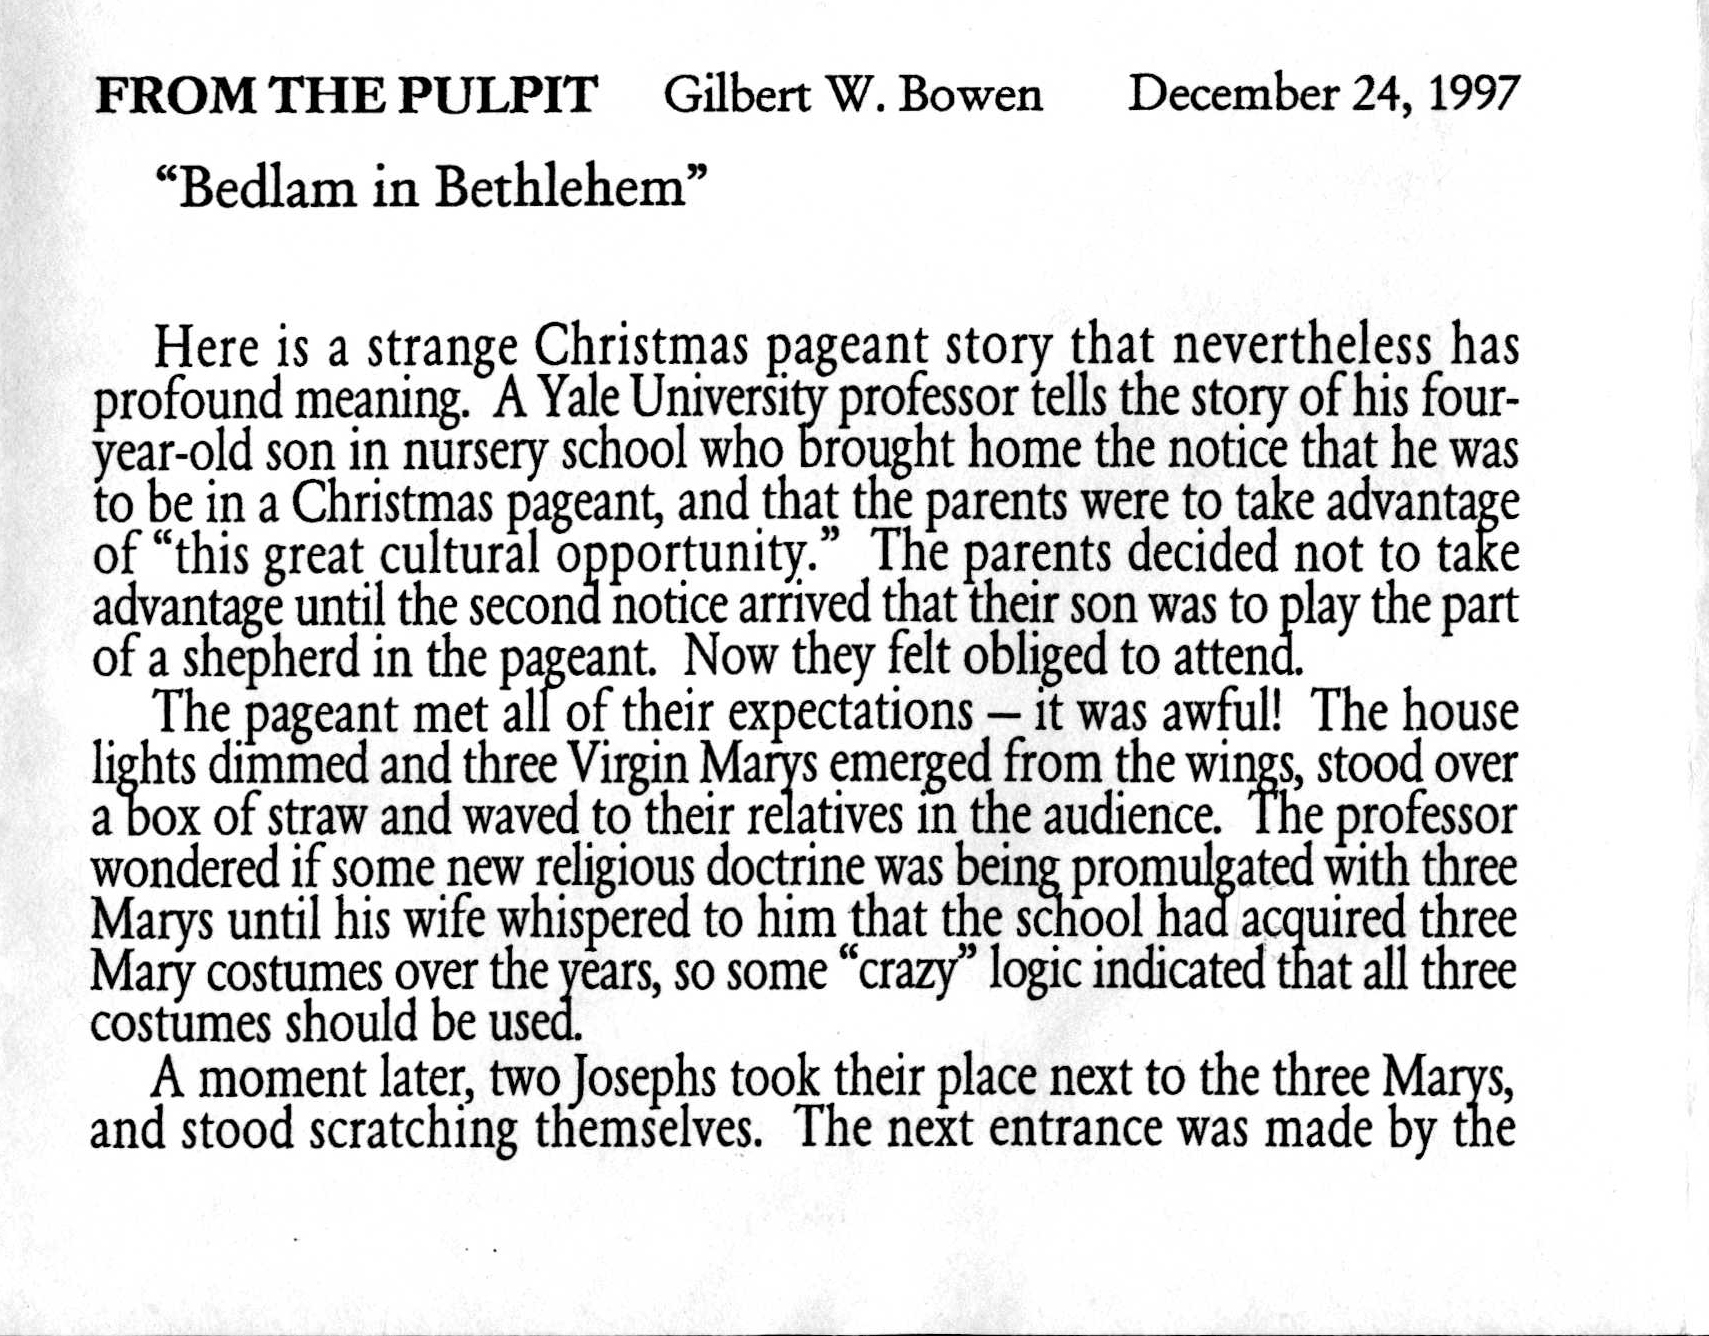 FROM THE PULPIT Gilbert W. Bowen December 24, 1997
“Bedlam in Bethlehem”
Here is a strange Christmas pageant story that nevertheless has
profound meaning. A Yale University professor tells the story of his four-
year-old son in nursery school who brought home the notice that he was
to be in a Christmas pageant, and that the parents were to take advantage
of “this great cultural opportunity.” The parents decided not to take
advantage until the second notice arrived that their son was to play the part
of a shepherd in the pageant. Now they felt obliged to attend.
The pageant met all of their expectations – it was awful! The house
lights dimmed and three Virgin Marys emerged from the wings, stood over
a box of straw and waved to their relatives in the audience. The professor
wondered if some new religious doctrine was being promulgated with three
Marys until his wife whispered to him that the school had acquired three
Mary costumes over the years, so some “crazy” logic indicated that all three
costumes should be used.
A moment later, two Josephs took their place next to the three Marys,
and stood scratching themselves. The next entrance was made by the